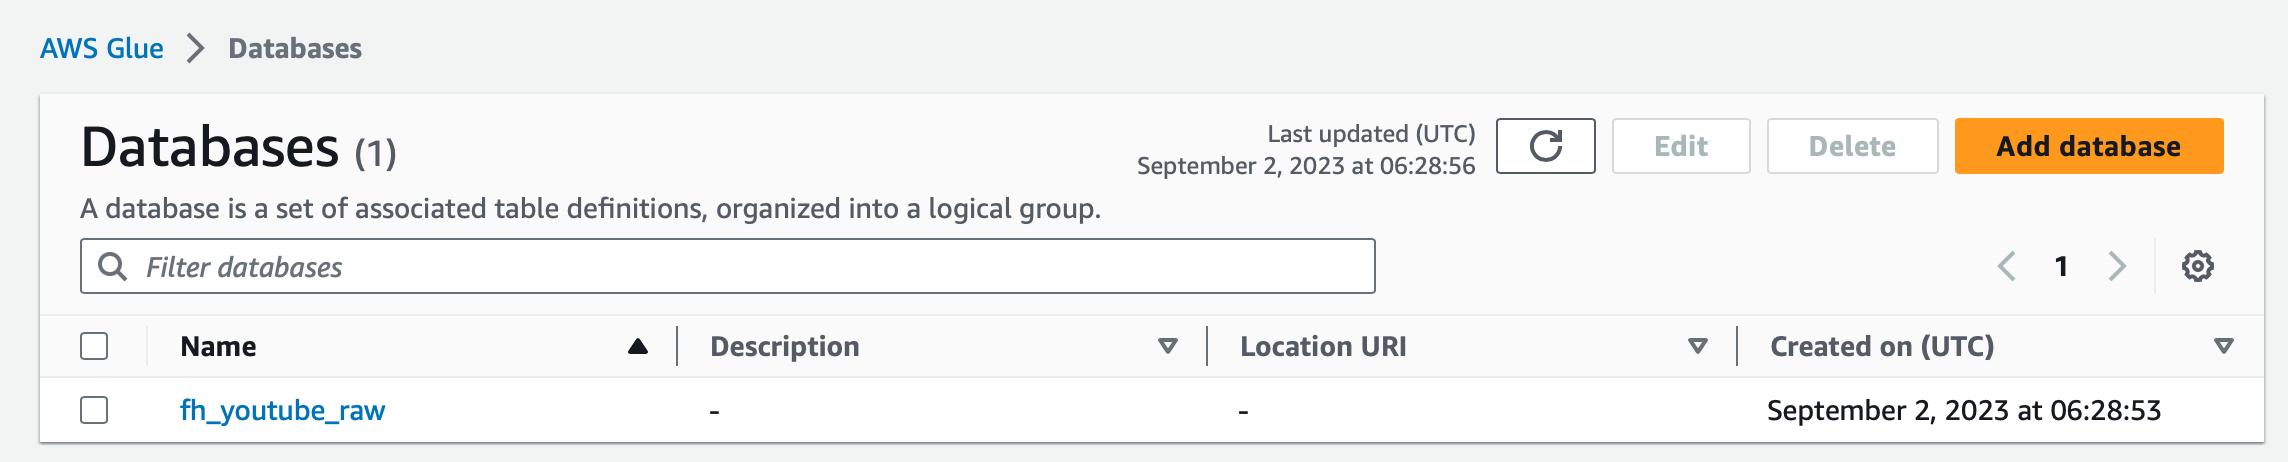 AWS Glue > Databases
Databases (1)
Last updated (UTC)
September 2, 2023 at 06:28:56
Edit
Delete
Add database
A database is a set of associated table definitions, organized into a logical group.
Filter databases
1
Name Description Location URI Created on (UTC)
fh_youtube_raw - - September 2, 2023 at 06:28:53